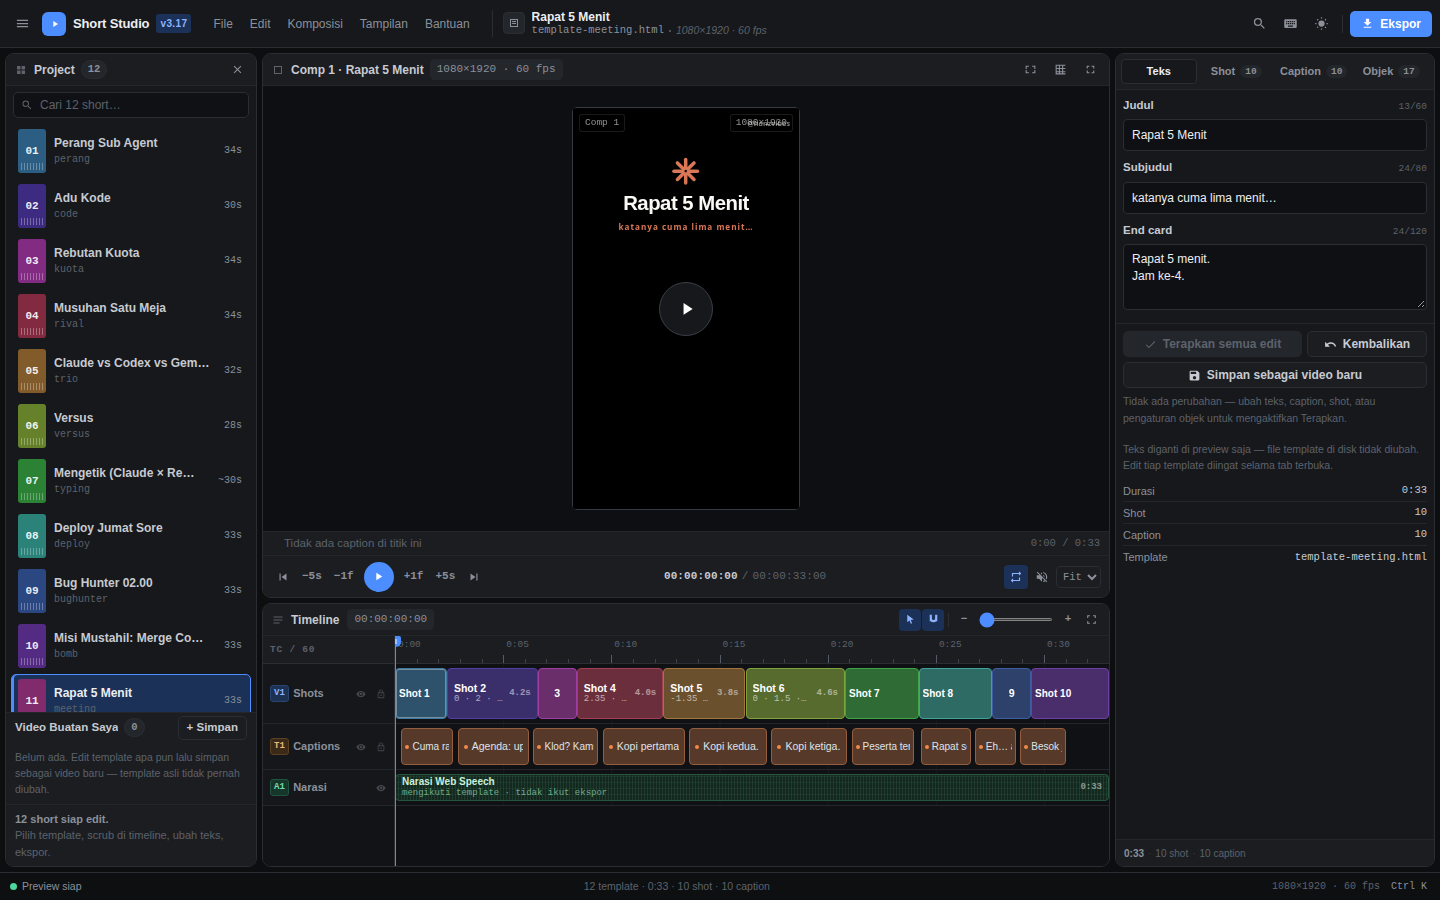 Short Studio v3.17 File Edit Komposisi Tampilan Bantuan
Rapat 5 Menit
template-meeting.html · 1080×1920 · 60 fps
Ekspor
Project 12
Cari 12 short…
01 Perang Sub Agent 34s
perang
02 Adu Kode 30s
code
03 Rebutan Kuota 34s
kuota
04 Musuhan Satu Meja 34s
rival
05 Claude vs Codex vs Gem… 32s
trio
06 Versus 28s
versus
07 Mengetik (Claude × Re… ~30s
typing
08 Deploy Jumat Sore 33s
deploy
09 Bug Hunter 02.00 33s
bughunter
10 Misi Mustahil: Merge Co… 33s
bomb
11 Rapat 5 Menit 33s
meeting
Video Buatan Saya 0 + Simpan
Belum ada. Edit template apa pun lalu simpan
sebagai video baru — template asli tidak pernah
diubah.
12 short siap edit.
Pilih template, scrub di timeline, ubah teks,
ekspor.
Comp 1 · Rapat 5 Menit 1080×1920 · 60 fps
Comp 1 1080×1920
Rapat 5 Menit
katanya cuma lima menit…
Tidak ada caption di titik ini 0:00 / 0:33
−5s −1f +1f +5s 00:00:00:00 / 00:00:33:00 Fit
Timeline 00:00:00:00 − +
TC / 60 0:00 0:05 0:10 0:15 0:20 0:25 0:30
V1 Shots
Shot 1
Shot 2 4.2s
0 · 2 · …
3
Shot 4 4.0s
2.35 · …
Shot 5 3.8s
-1.35 …
Shot 6 4.6s
0 · 1.5 ·…
Shot 7
Shot 8
9
Shot 10
T1 Captions
Cuma ra
Agenda: up
Klod? Kam
Kopi pertama
Kopi kedua.
Kopi ketiga.
Peserta ter
Rapat s
Eh…
Besok
A1 Narasi
Narasi Web Speech
mengikuti template · tidak ikut ekspor 0:33
Teks Shot 10 Caption 10 Objek 17
Judul 13/60
Rapat 5 Menit
Subjudul 24/80
katanya cuma lima menit…
End card 24/120
Rapat 5 menit.
Jam ke-4.
Terapkan semua edit Kembalikan
Simpan sebagai video baru
Tidak ada perubahan — ubah teks, caption, shot, atau
pengaturan objek untuk mengaktifkan Terapkan.
Teks diganti di preview saja — file template di disk tidak diubah.
Edit tiap template diingat selama tab terbuka.
Durasi 0:33
Shot 10
Caption 10
Template template-meeting.html
0:33 · 10 shot · 10 caption
Preview siap
12 template · 0:33 · 10 shot · 10 caption
1080×1920 · 60 fps Ctrl K